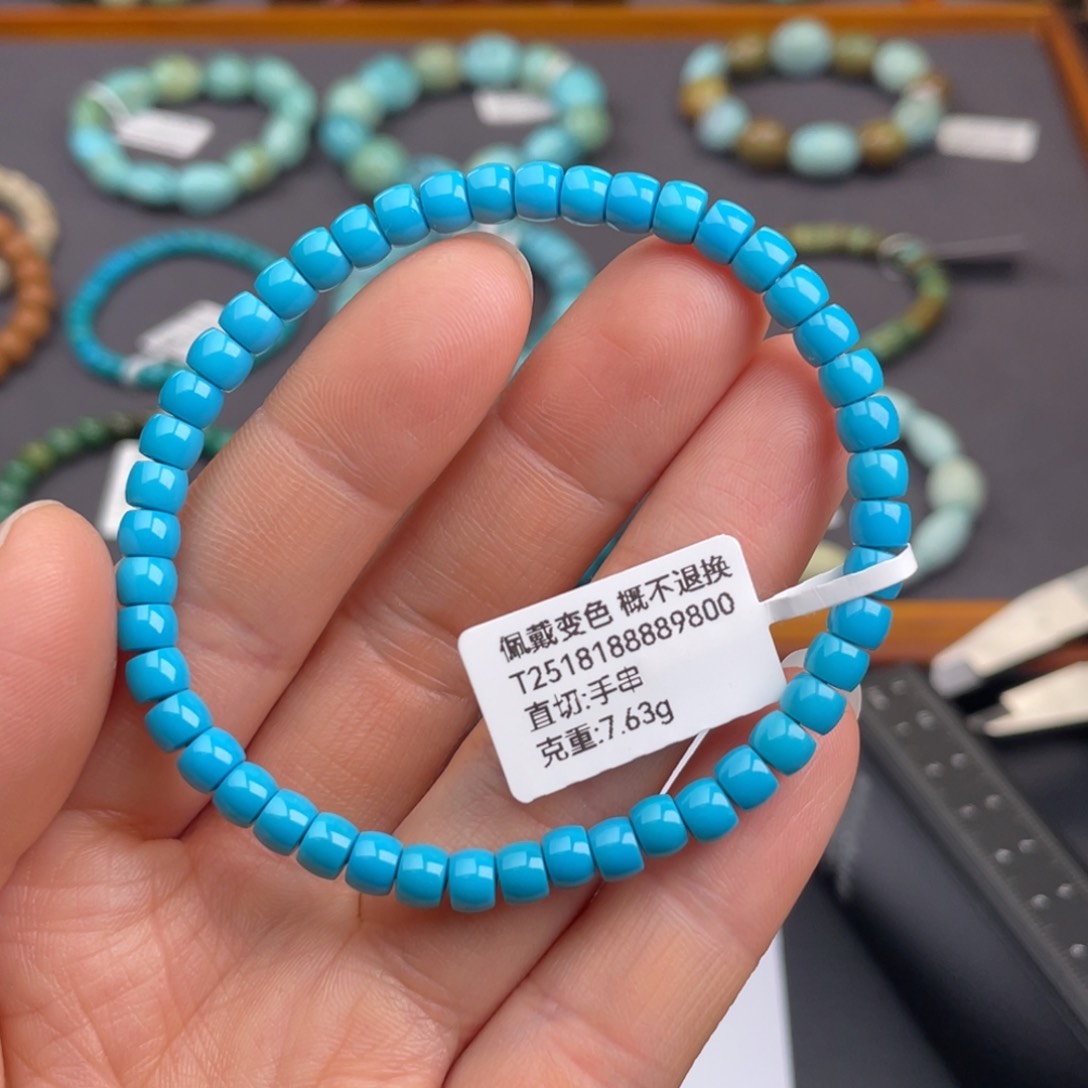 佩戴变色 概不退换
T2518188889800
直切:手串
克重:7.63g